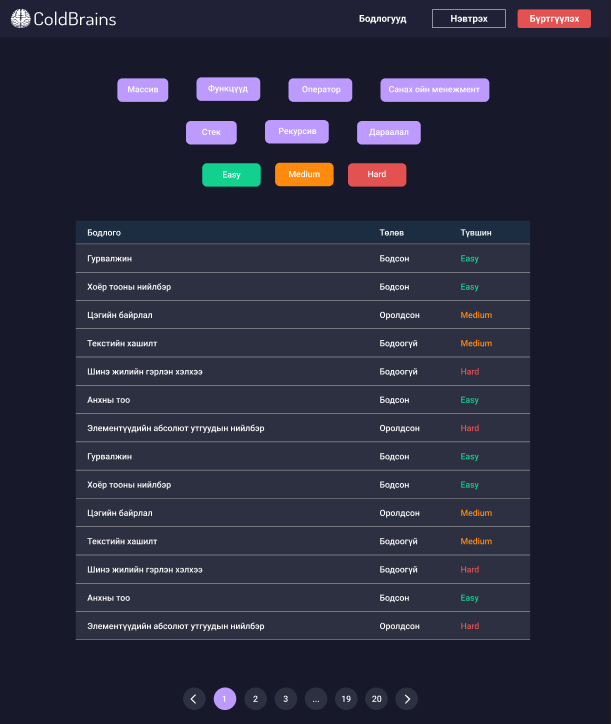 ColdBrains Бодлогууд Нэвтрэх Бүртгүүлэх
Массив Функцууд Оператор Санах ойн менежмент
Стек Рекурсив Дараалал
Easy Medium Hard
Бодлого Төлөв Түвшин
Гурвалжин Бодсон Easy
Хоёр тооны нийлбэр Бодсон Easy
Цэгийн байрлал Оролдсон Medium
Текстийн хашилт Бодоогүй Medium
Шинэ жилийн гэрлэн хэлхээ Бодоогүй Hard
Анхны тоо Бодсон Easy
Элементүүдийн абсолют утгуудын нийлбэр Оролдсон Hard
Гурвалжин Бодсон Easy
Хоёр тооны нийлбэр Бодсон Easy
Цэгийн байрлал Оролдсон Medium
Текстийн хашилт Бодоогүй Medium
Шинэ жилийн гэрлэн хэлхээ Бодоогүй Hard
Анхны тоо Бодсон Easy
Элементүүдийн абсолют утгуудын нийлбэр Оролдсон Hard
1 2 3 ... 19 20